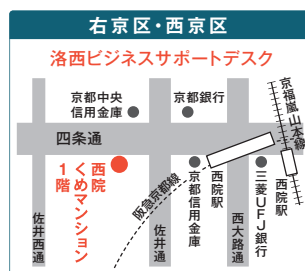 右京区・西京区
洛西ビジネスサポートデスク
京都中央
信用金庫
京都銀行
京福嵐山本線
四条通
西院
くめマンション
1階
阪急京都線
西院駅
京都信用金庫
三菱UFJ銀行
西院駅
佐井西通
佐井通
西大路通